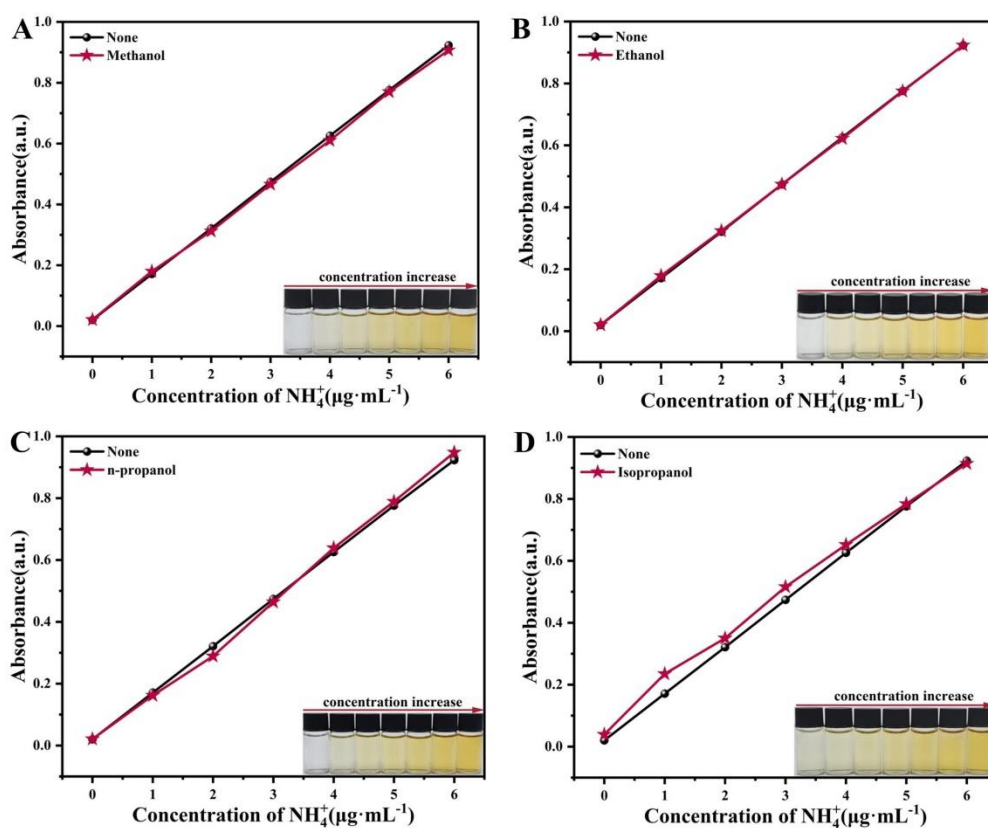 A
None
Methanol
Absorbance(a.u.)
1.0
0.8
0.6
0.4
0.2
0.0
concentration increase
0 1 2 3 4 5 6
Concentration of NH₄⁺(μg·mL⁻¹)
B
None
Ethanol
Absorbance(a.u.)
1.0
0.8
0.6
0.4
0.2
0.0
concentration increase
0 1 2 3 4 5 6
Concentration of NH₄⁺(μg·mL⁻¹)
C
None
n-propanol
Absorbance(a.u.)
1.0
0.8
0.6
0.4
0.2
0.0
concentration increase
0 1 2 3 4 5 6
Concentration of NH₄⁺(μg·mL⁻¹)
D
None
Isopropanol
Absorbance(a.u.)
1.0
0.8
0.6
0.4
0.2
0.0
concentration increase
0 1 2 3 4 5 6
Concentration of NH₄⁺(μg·mL⁻¹)